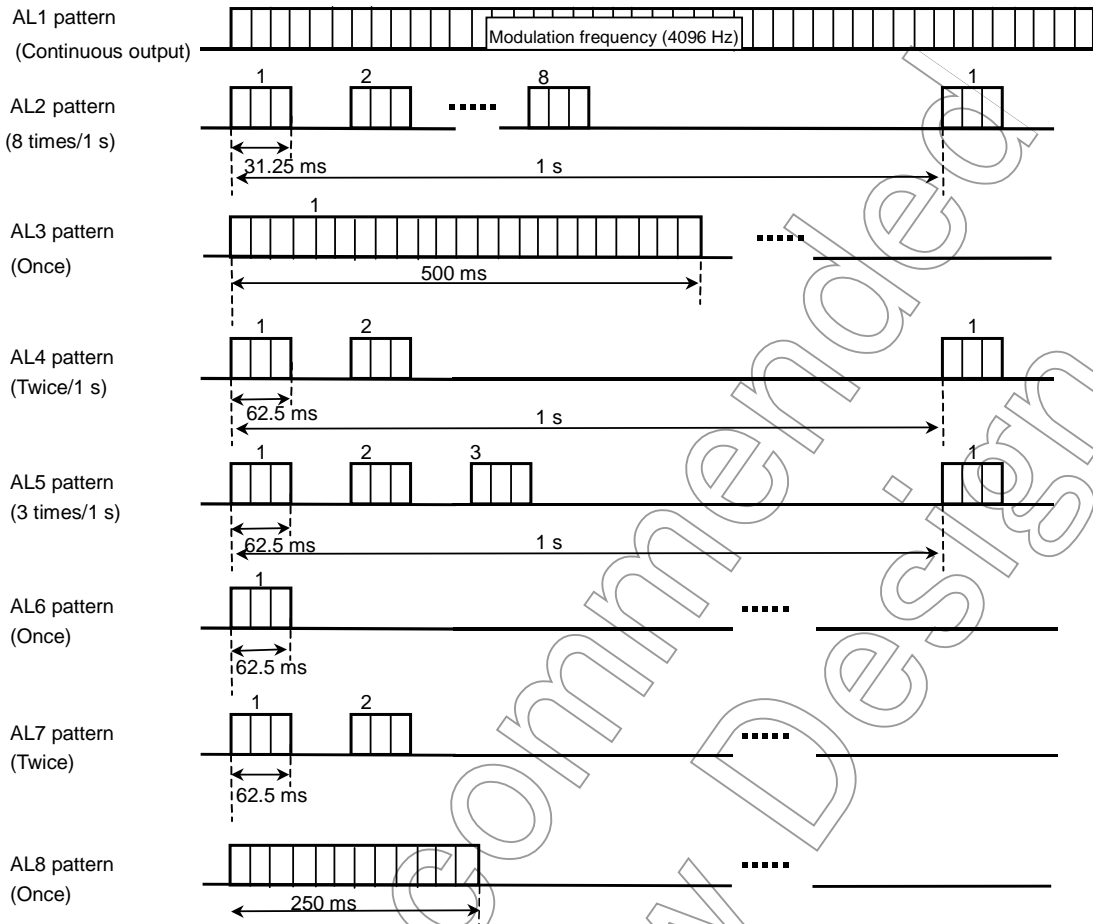 AL1 pattern
(Continuous output)
Modulation frequency (4096 Hz)
AL2 pattern
(8 times/1 s)
1
2
8
1
31.25 ms
1 s
AL3 pattern
(Once)
1
500 ms
AL4 pattern
(Twice/1 s)
1
2
1
62.5 ms
1 s
AL5 pattern
(3 times/1 s)
1
2
3
1
62.5 ms
1 s
AL6 pattern
(Once)
1
62.5 ms
AL7 pattern
(Twice)
1
2
62.5 ms
AL8 pattern
(Once)
250 ms
commended
w Design